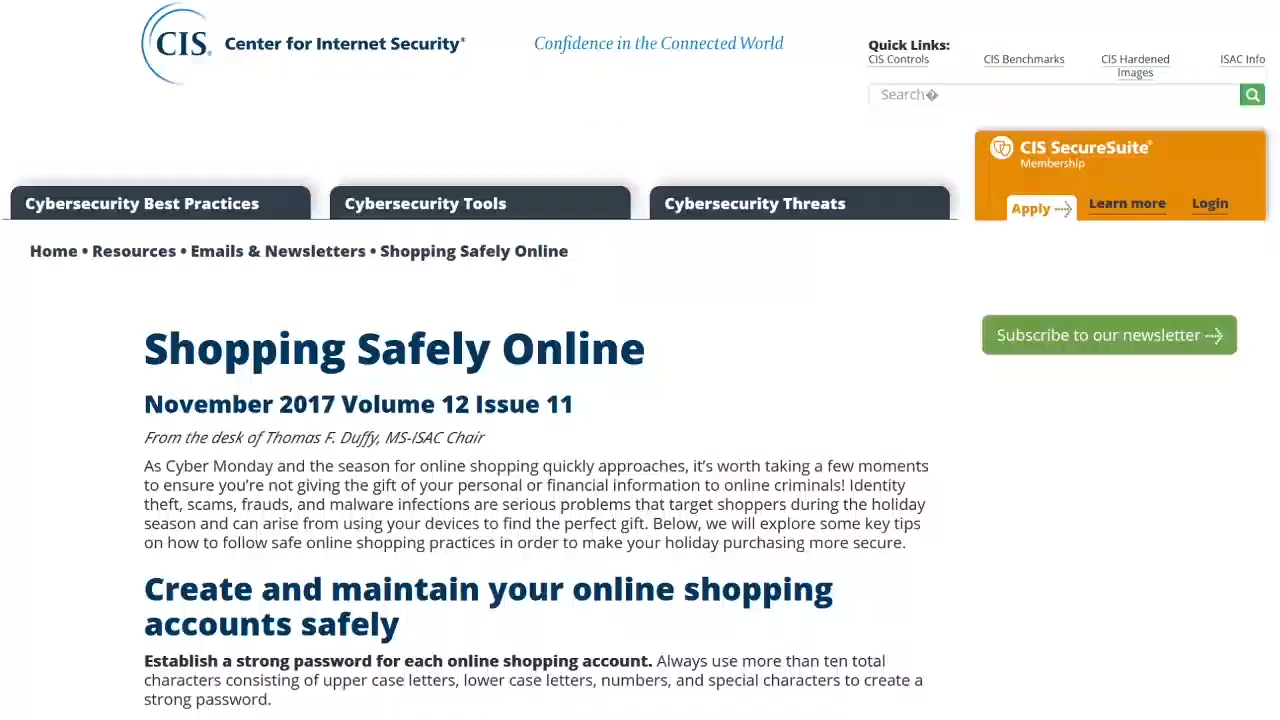 CIS
Center for Internet Security®
Confidence in the Connected World
Quick Links:
CIS Controls
CIS Benchmarks
CIS Hardened
Images
ISAC Info
Search�
CIS SecureSuite®
Membership
Apply
Learn more
Login
Cybersecurity Best Practices
Cybersecurity Tools
Cybersecurity Threats
Home • Resources • Emails & Newsletters • Shopping Safely Online
Subscribe to our newsletter
Shopping Safely Online
November 2017 Volume 12 Issue 11
From the desk of Thomas F. Duffy, MS-ISAC Chair
As Cyber Monday and the season for online shopping quickly approaches, it’s worth taking a few moments
to ensure you’re not giving the gift of your personal or financial information to online criminals! Identity
theft, scams, frauds, and malware infections are serious problems that target shoppers during the holiday
season and can arise from using your devices to find the perfect gift. Below, we will explore some key tips
on how to follow safe online shopping practices in order to make your holiday purchasing more secure.
Create and maintain your online shopping
accounts safely
Establish a strong password for each online shopping account. Always use more than ten total
characters consisting of upper case letters, lower case letters, numbers, and special characters to create a
strong password.